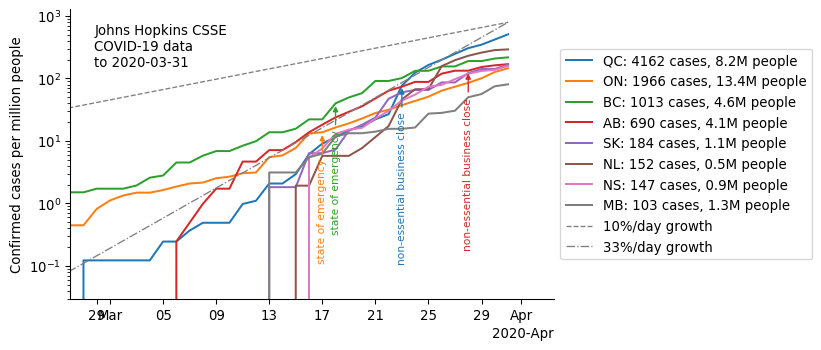 Johns Hopkins CSSE
COVID-19 data
to 2020-03-31
Confirmed cases per million people
10³
10²
10¹
10⁰
10⁻¹
state of emergency
state of emergency
non-essential business close
non-essential business close
29
Mar
05
09
13
17
21
25
29
Apr
2020-Apr
QC: 4162 cases, 8.2M people
ON: 1966 cases, 13.4M people
BC: 1013 cases, 4.6M people
AB: 690 cases, 4.1M people
SK: 184 cases, 1.1M people
NL: 152 cases, 0.5M people
NS: 147 cases, 0.9M people
MB: 103 cases, 1.3M people
10%/day growth
33%/day growth